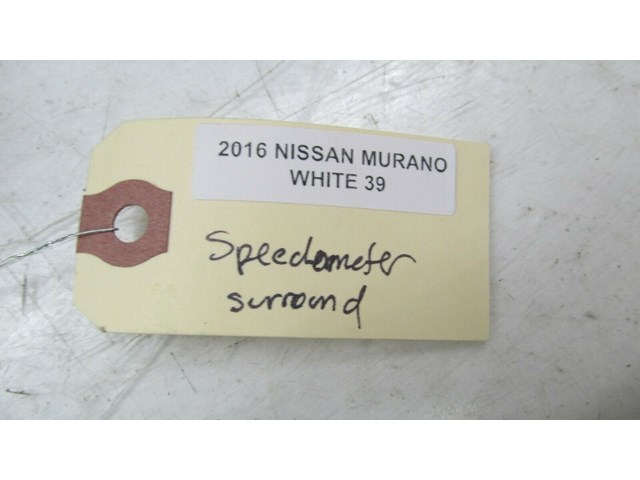 2016 NISSAN MURANO
WHITE 39
Speedometer
surround